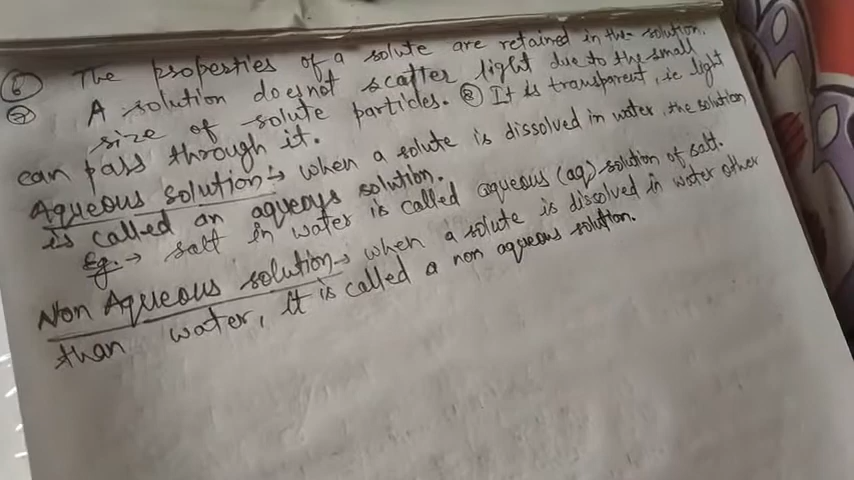 ⑥ The properties of a solute are retained in the solution.
⑦ A solution doesnot scatter light due to the small
size of solute particles. ⑧ It is transparent, ie light
can pass through it.
Aqueous solution → when a solute is dissolved in water, the solution
is called an aqueous solution.
Eg. → salt in water is called aqueous (aq) solution of salt.
Non Aqueous solution → when a solute is dissolved in water other
than water, it is called a non aqueous solution.